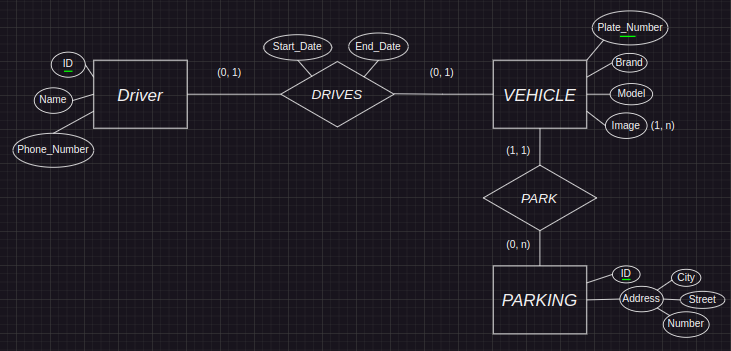 Plate_Number
Start_Date
End_Date
ID
Brand
(0, 1)
(0, 1)
Driver
DRIVES
VEHICLE
Model
Name
Image
(1, n)
Phone_Number
(1, 1)
PARK
(0, n)
ID
City
PARKING
Address
Street
Number